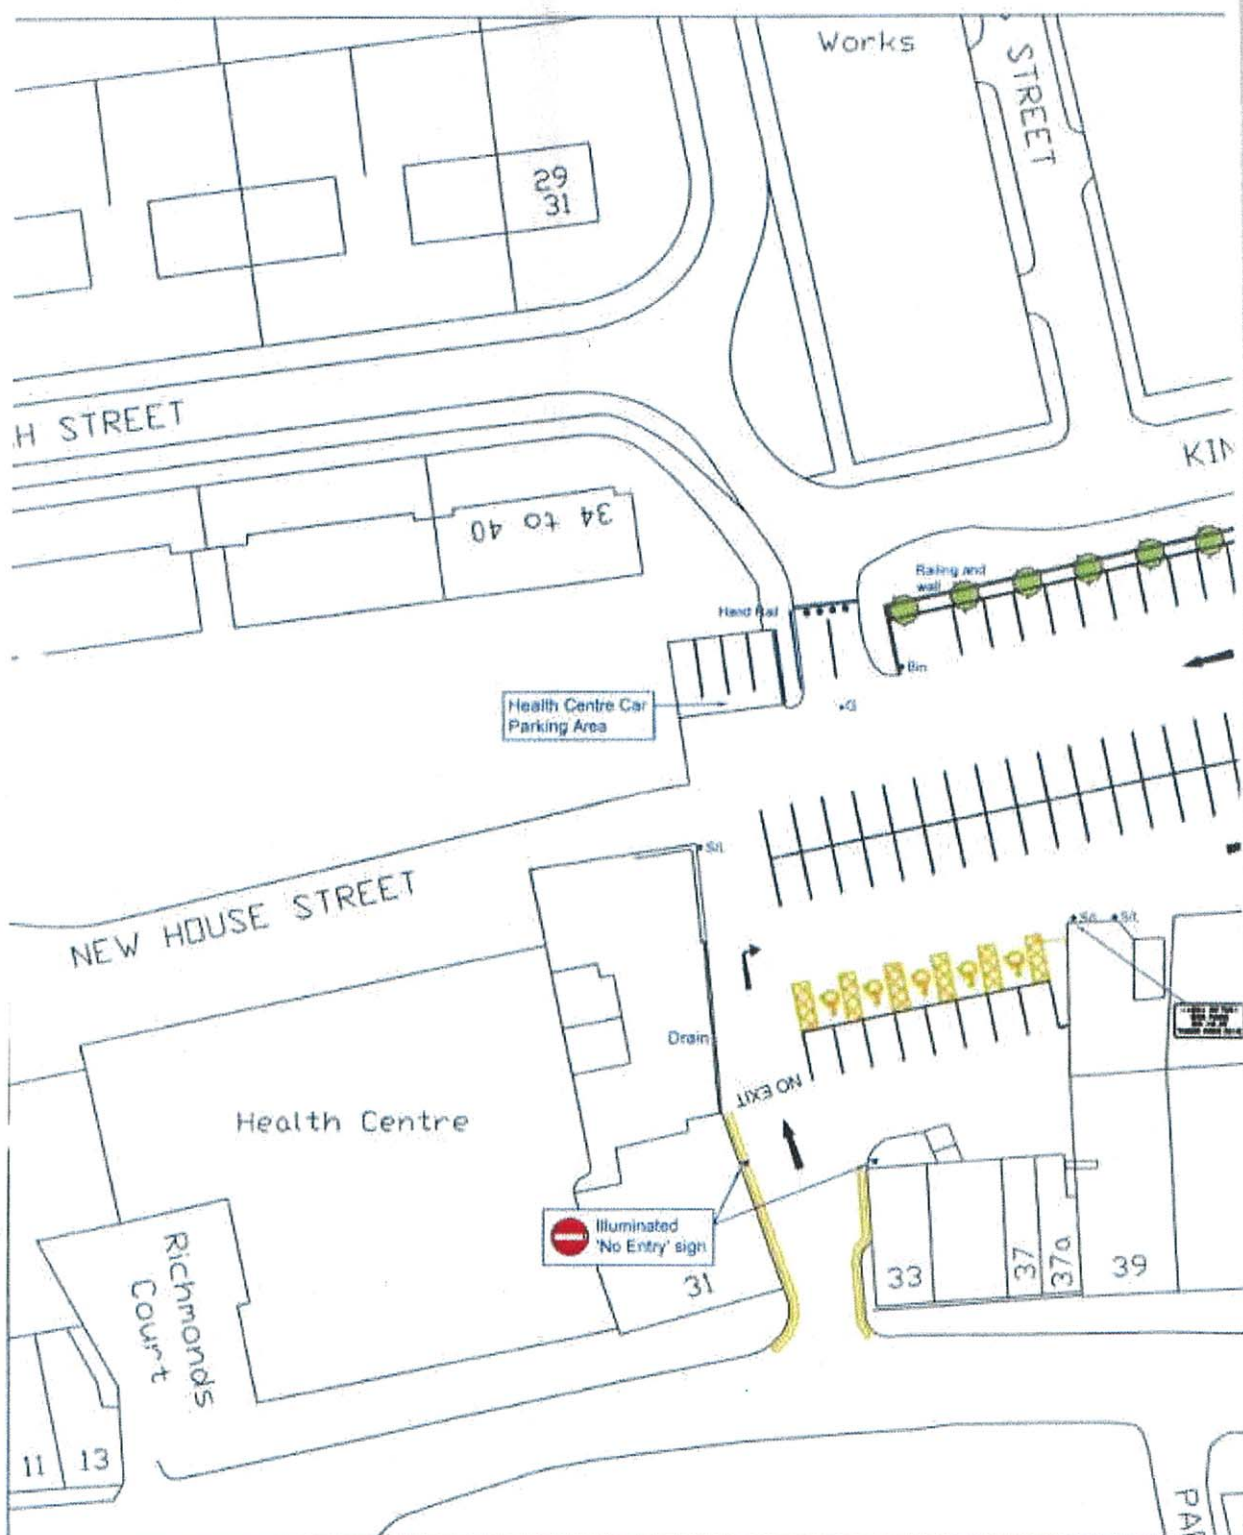 Works
STREET
29
31
H STREET
KIN
34 to 40
Railing and
wall
Hand Rail
Bin
G
Health Centre Car
Parking Area
S/L
NEW HOUSE STREET
S/L
S/L
Drain
NO EXIT
Health Centre
Illuminated
'No Entry' sign
31
33
37
37a
39
Richmonds
Court
11
13
PA